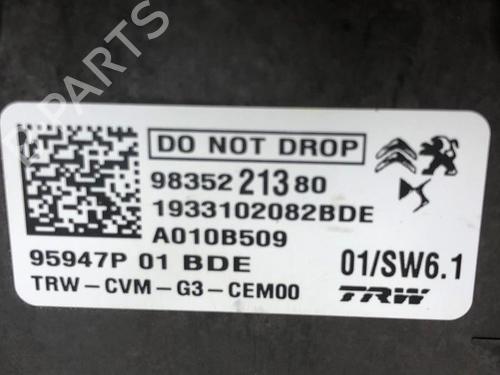 DO NOT DROP
98352 213 80
1933102082BDE
A010B509
95947P 01 BDE
01/SW6.1
TRW-CVM-G3-CEM00
TRW
B-PARTS